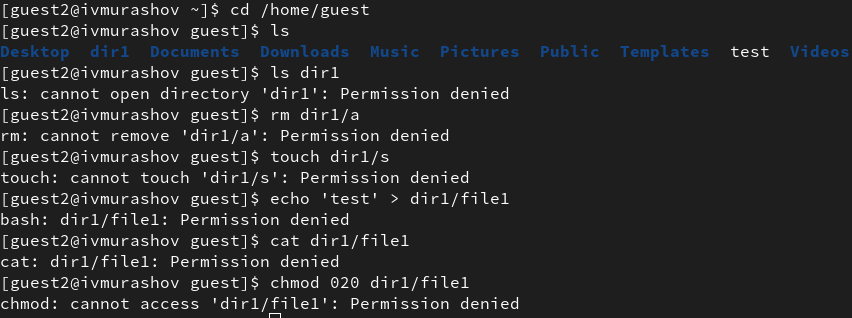 [guest2@ivmurashov ~]$ cd /home/guest
[guest2@ivmurashov guest]$ ls
Desktop  dir1  Documents  Downloads  Music  Pictures  Public  Templates  test  Videos
[guest2@ivmurashov guest]$ ls dir1
ls: cannot open directory 'dir1': Permission denied
[guest2@ivmurashov guest]$ rm dir1/a
rm: cannot remove 'dir1/a': Permission denied
[guest2@ivmurashov guest]$ touch dir1/s
touch: cannot touch 'dir1/s': Permission denied
[guest2@ivmurashov guest]$ echo 'test' > dir1/file1
bash: dir1/file1: Permission denied
[guest2@ivmurashov guest]$ cat dir1/file1
cat: dir1/file1: Permission denied
[guest2@ivmurashov guest]$ chmod 020 dir1/file1
chmod: cannot access 'dir1/file1': Permission denied